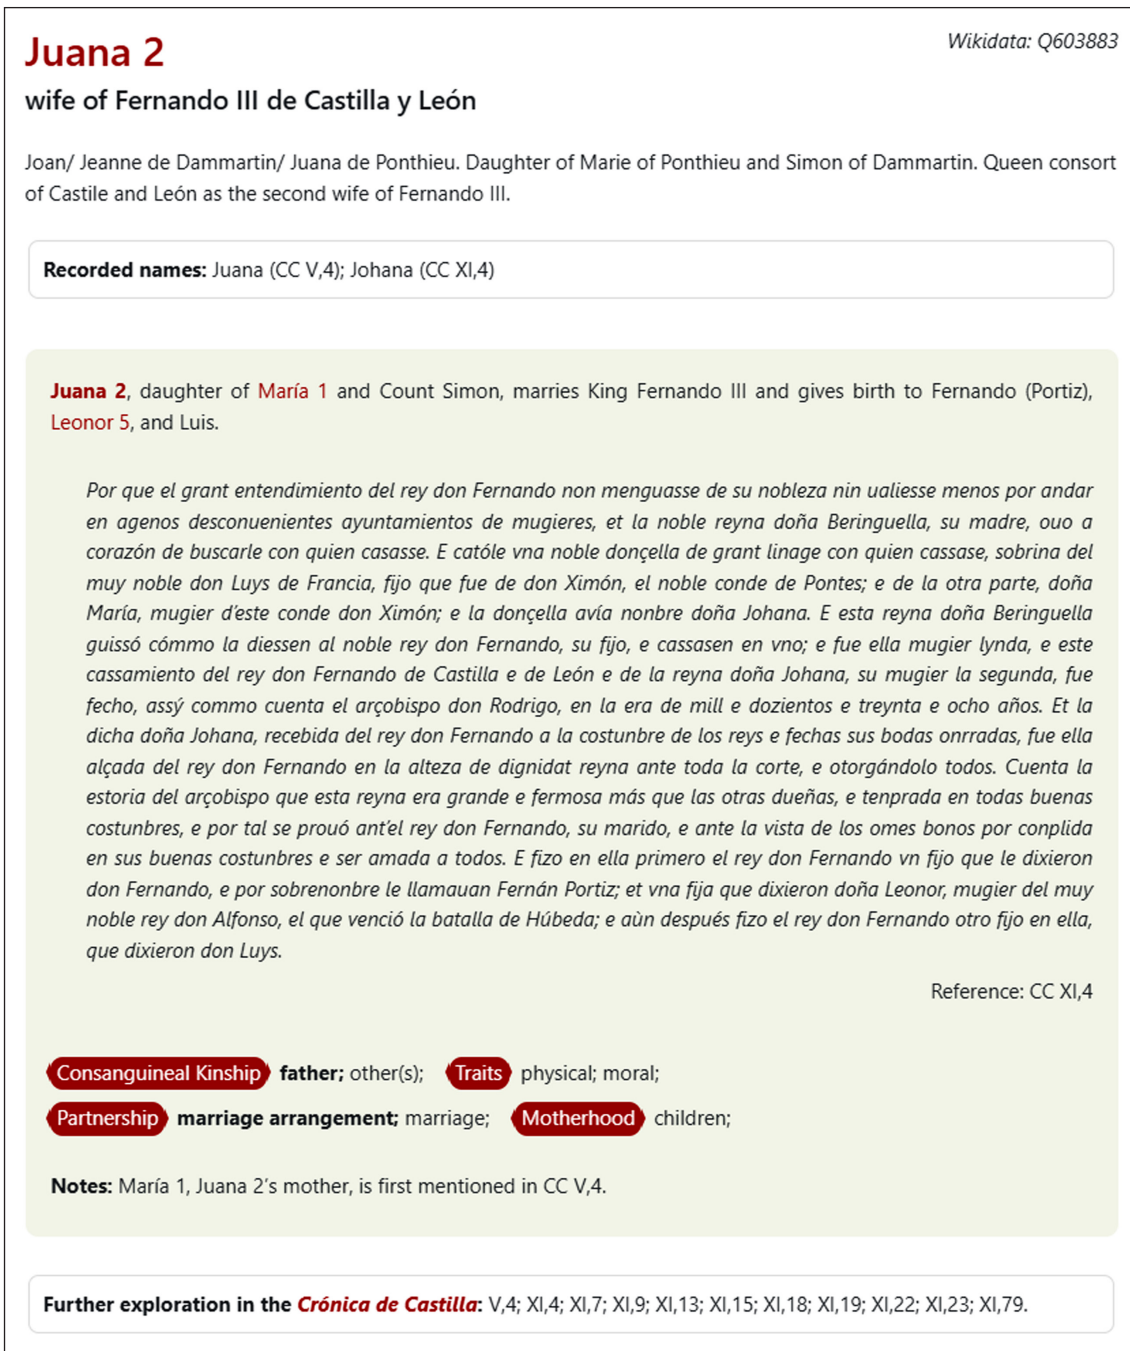 Juana 2
Wikidata: Q603883
wife of Fernando III de Castilla y León
Joan/ Jeanne de Dammartin/ Juana de Ponthieu. Daughter of Marie of Ponthieu and Simon of Dammartin. Queen consort
of Castile and León as the second wife of Fernando III.
Recorded names: Juana (CC V,4); Johana (CC XI,4)
Juana 2, daughter of María 1 and Count Simon, marries King Fernando III and gives birth to Fernando (Portiz),
Leonor 5, and Luis.
Por que el grant entendimiento del rey don Fernando non menguasse de su nobleza nin ualiesse menos por andar
en agenos desconuenientes ayuntamientos de mugieres, et la noble reyna doña Beringuella, su madre, ouo a
corazón de buscarle con quien casasse. E católe vna noble donçella de grant linage con quien cassase, sobrina del
muy noble don Luys de Francia, fijo que fue de don Ximón, el noble conde de Pontes; e de la otra parte, doña
María, mugier d'este conde don Ximón; e la donçella avía nonbre doña Johana. E esta reyna doña Beringuella
guissó cómmo la diessen al noble rey don Fernando, su fijo, e cassasen en vno; e fue ella mugier lynda, e este
cassamiento del rey don Fernando de Castilla e de León e de la reyna doña Johana, su mugier la segunda, fue
fecho, assý commo cuenta el arçobispo don Rodrigo, en la era de mill e dozientos e treynta e ocho años. Et la
dicha doña Johana, recebida del rey don Fernando a la costunbre de los reys e fechas sus bodas onrradas, fue ella
alçada del rey don Fernando en la alteza de dignidat reyna ante toda la corte, e otorgándolo todos. Cuenta la
estoria del arçobispo que esta reyna era grande e fermosa más que las otras dueñas, e tenprada en todas buenas
costunbres, e por tal se prouó ant'el rey don Fernando, su marido, e ante la vista de los omes bonos por conplida
en sus buenas costunbres e ser amada a todos. E fizo en ella primero el rey don Fernando vn fijo que le dixieron
don Fernando, e por sobrenonbre le llamauan Fernán Portiz; et vna fija que dixieron doña Leonor, mugier del muy
noble rey don Alfonso, el que venció la batalla de Húbeda; e aùn después fizo el rey don Fernando otro fijo en ella,
que dixieron don Luys.
Reference: CC XI,4
Consanguineal Kinship father; other(s); Traits physical; moral;
Partnership marriage arrangement; marriage; Motherhood children;
Notes: María 1, Juana 2's mother, is first mentioned in CC V,4.
Further exploration in the Crónica de Castilla: V,4; XI,4; XI,7; XI,9; XI,13; XI,15; XI,18; XI,19; XI,22; XI,23; XI,79.